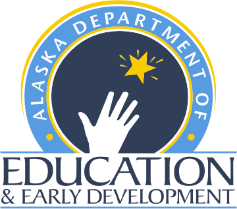 ALASKA DEPARTMENT OF
EDUCATION
& EARLY DEVELOPMENT